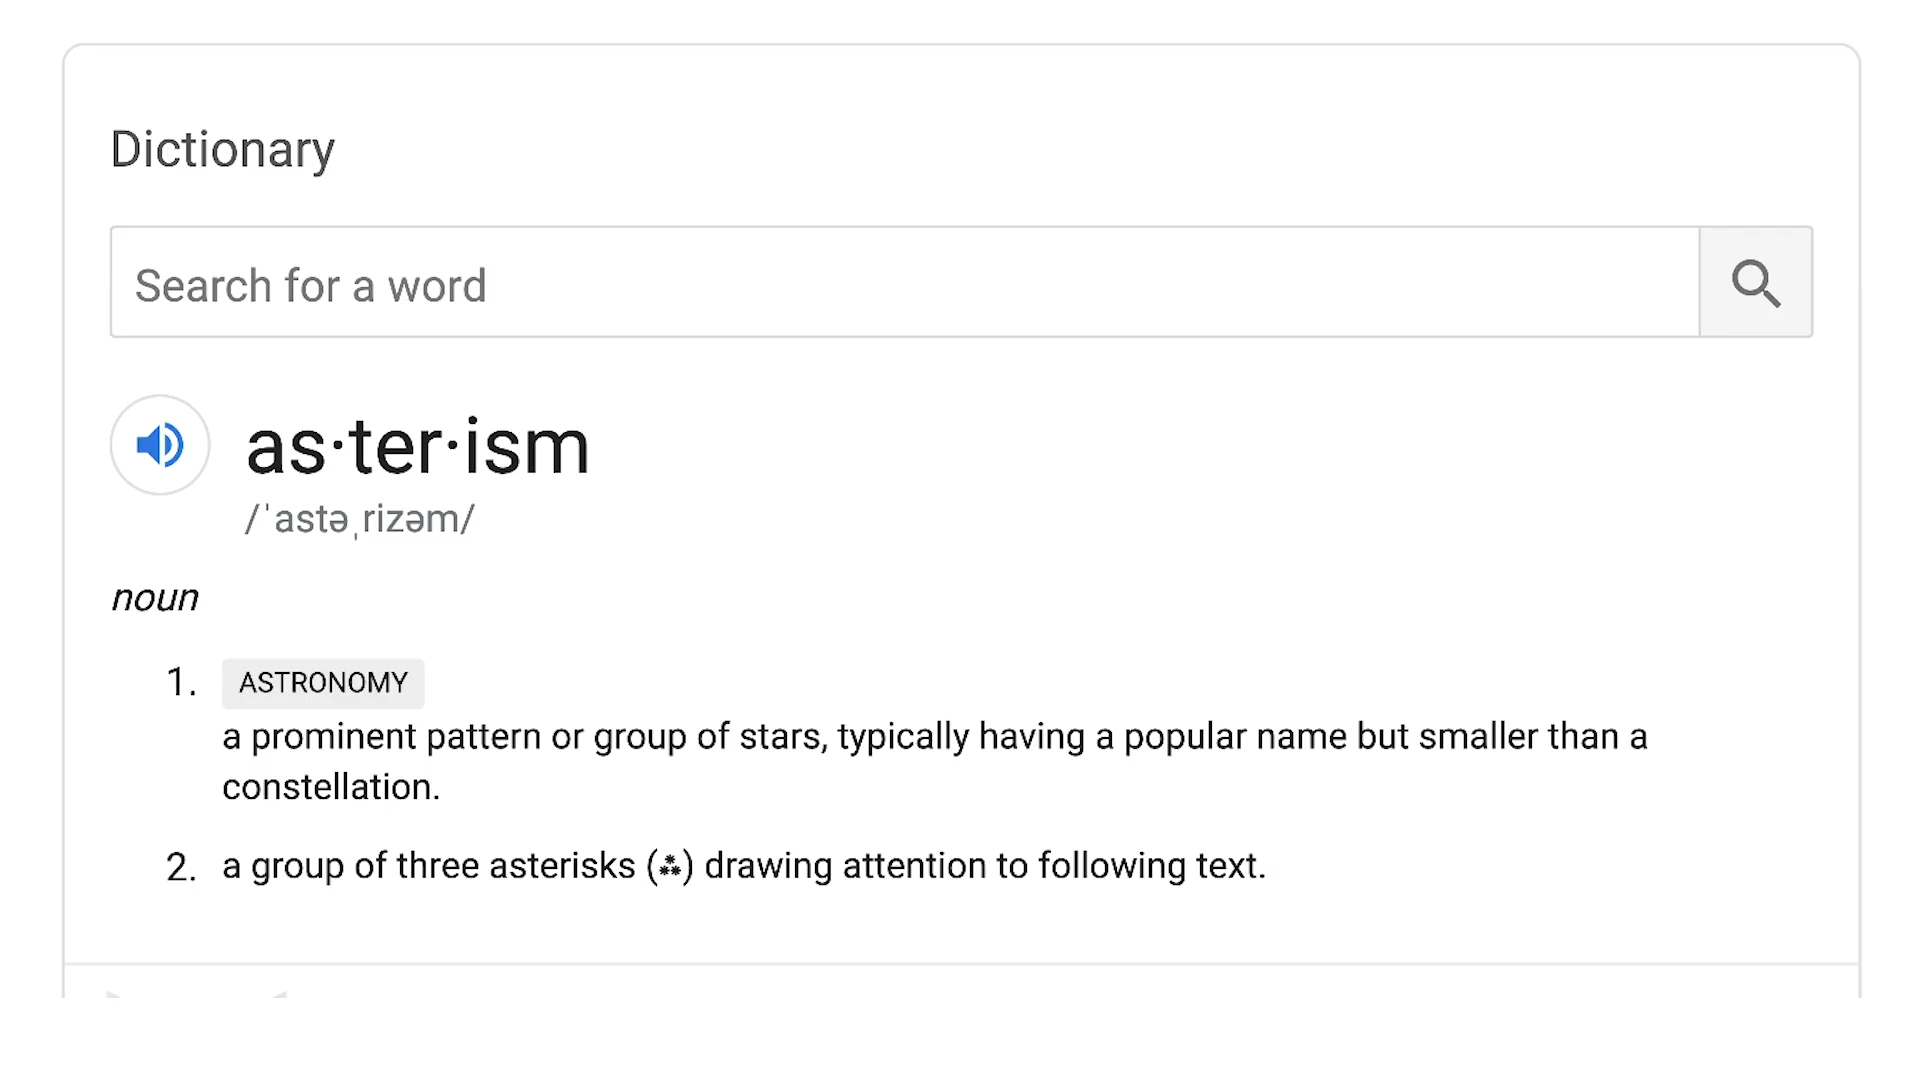 Dictionary
Search for a word
as·ter·ism
/ˈastəˌrizəm/
noun
1. ASTRONOMY
a prominent pattern or group of stars, typically having a popular name but smaller than a
constellation.
2. a group of three asterisks (⁂) drawing attention to following text.